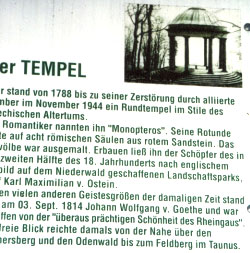 er TEMPEL
r stand von 1788 bis zu seiner Zerstörung durch alliierte
nber im November 1944 ein Rundtempel im Stile des
echischen Altertums.
Romantiker nannten ihn "Monopteros". Seine Rotunde
te auf acht römischen Säulen aus rotem Sandstein. Das
völbe war ausgemalt. Erbauen ließ ihn der Schöpfer des in
zweiten Hälfte des 18. Jahrhunderts nach englischem
bild auf dem Niederwald geschaffenen Landschaftsparks,
f Karl Maximilian v. Ostein.
en vielen anderen Geistesgrößen der damaligen Zeit stand
am 03. Sept. 1814 Johann Wolfgang v. Goethe und war
ffen von der "überaus prächtigen Schönheit des Rheingaus".
freie Blick reichte damals von der Nahe über den
nersberg und den Odenwald bis zum Feldberg im Taunus.